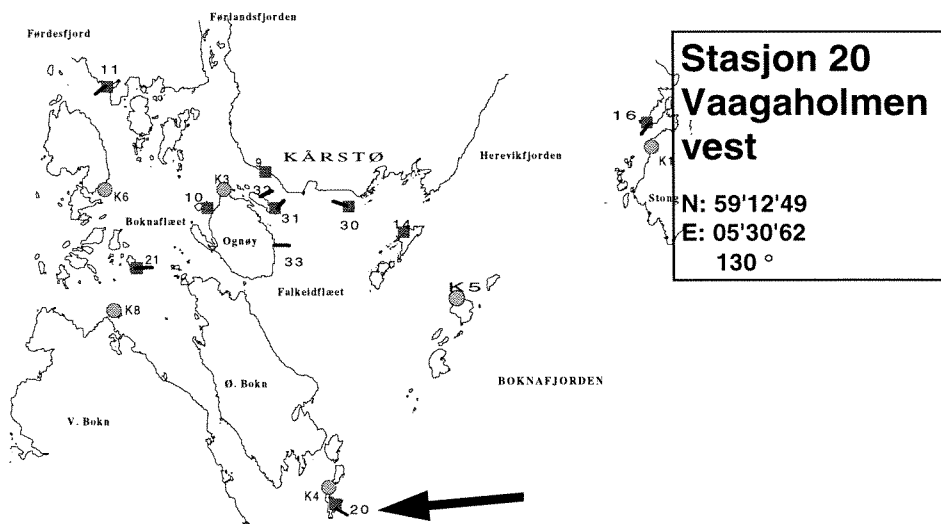 Førlandsfjorden
Førdesfjord
11
Stasjon 20
Vaagaholmen
vest
N: 59'12'49
E: 05'30'62
130 °
16
K1
Stong
9
KÅRSTØ
Herevikfjorden
K3
32
K6
10
31
30
14
Boknaflæet
Ognøy
33
21
Falkeidflæet
K5
K8
Ø. Bokn
BOKNAFJORDEN
V. Bokn
K4
20